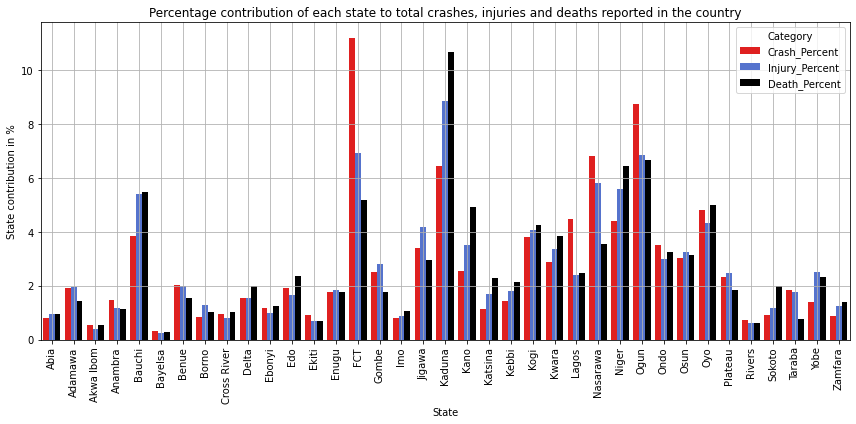 Percentage contribution of each state to total crashes, injuries and deaths reported in the country
Category
Crash_Percent
Injury_Percent
Death_Percent
State contribution in %
10
8
6
4
2
0
Abia
Adamawa
Akwa Ibom
Anambra
Bauchi
Bayelsa
Benue
Borno
Cross River
Delta
Ebonyi
Edo
Ekiti
Enugu
FCT
Gombe
Imo
Jigawa
Kaduna
Kano
Katsina
Kebbi
Kogi
Kwara
Lagos
Nasarawa
Niger
Ogun
Ondo
Osun
Oyo
Plateau
Rivers
Sokoto
Taraba
Yobe
Zamfara
State